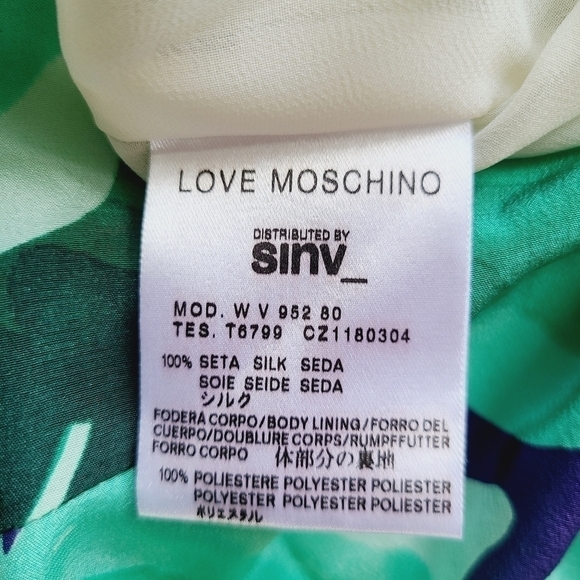 LOVE MOSCHINO
DISTRIBUTED BY
sinv_
MOD. W V 952 80
TES. T6799 CZ1180304
100% SETA SILK SEDA
SOIE SEIDE SEDA
シルク
FODERA CORPO/BODY LINING/FORRO DEL
CUERPO/DOUBLURE CORPS/RUMPFFUTTER
FORRO CORPO 体部分の裏地
100% POLIESTERE POLYESTER POLIESTER
POLYESTER POLYESTER POLIESTER
ポリエステル